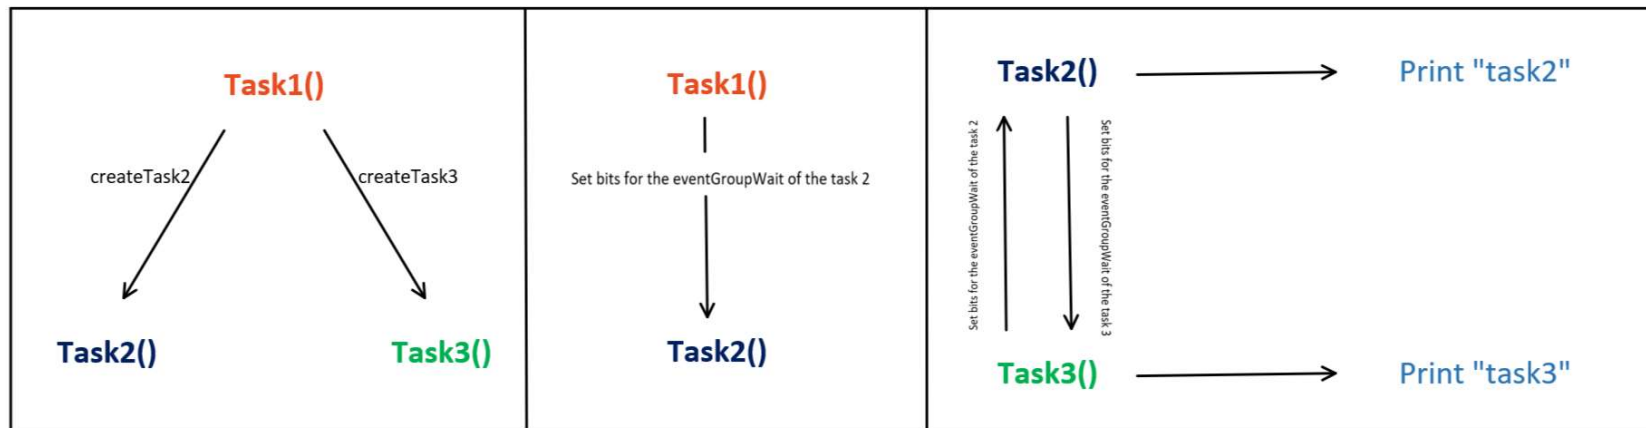 Task1()
createTask2
createTask3
Task2()
Task3()
Task1()
Set bits for the eventGroupWait of the task 2
Task2()
Task2()
Print "task2"
Set bits for the eventGroupWait of the task 2
Set bits for the eventGroupWait of the task 3
Task3()
Print "task3"